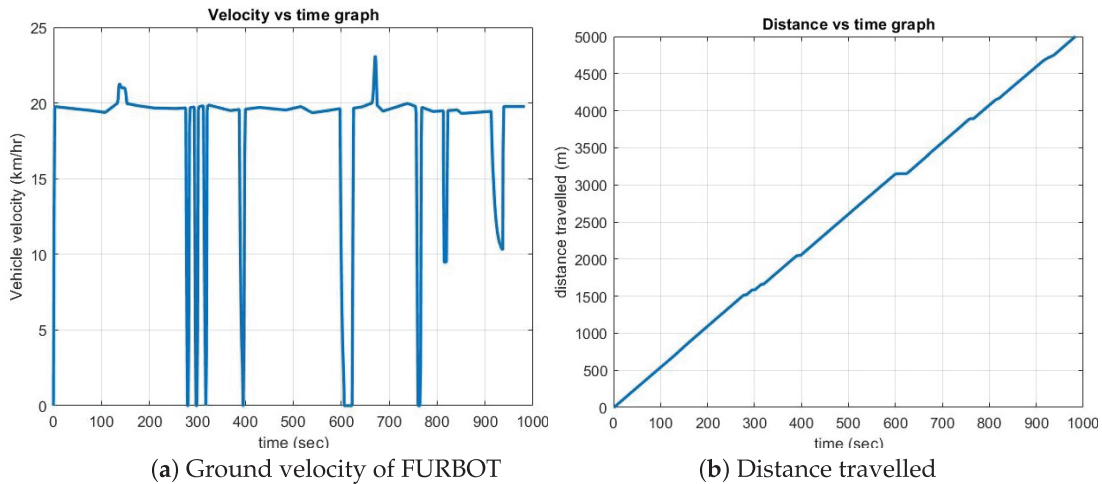 Velocity vs time graph
25
20
15
10
5
0
Vehicle velocity (km/hr)
0 100 200 300 400 500 600 700 800 900 1000
time (sec)
(a) Ground velocity of FURBOT
Distance vs time graph
5000
4500
4000
3500
3000
2500
2000
1500
1000
500
0
distance travelled (m)
0 100 200 300 400 500 600 700 800 900 1000
time (sec)
(b) Distance travelled